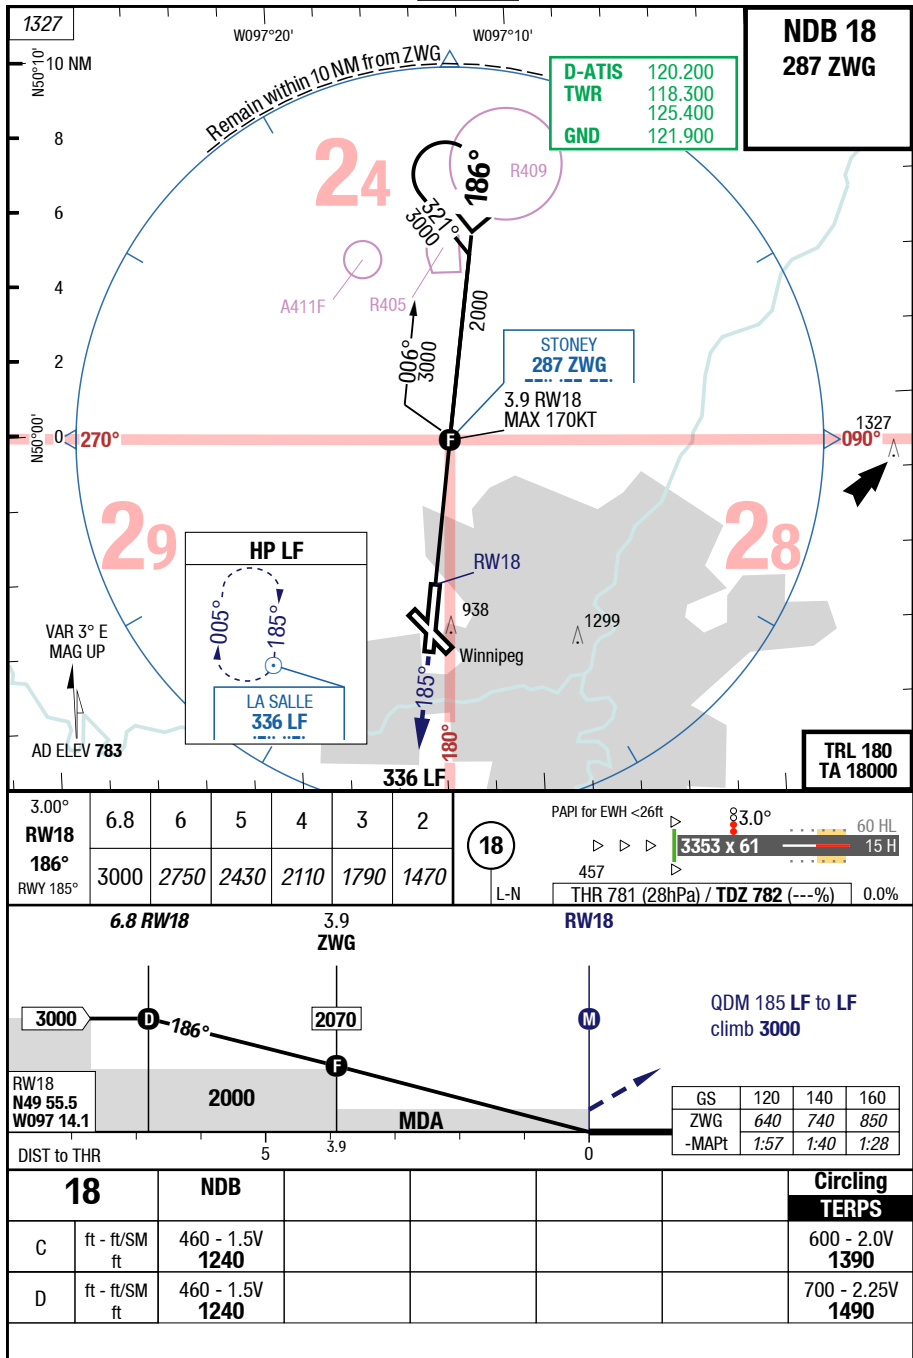 1327
W097°20'
W097°10'
NDB 18
287 ZWG
N50°10'
10 NM
Remain within 10 NM from ZWG
D-ATIS 120.200
TWR 118.300
125.400
GND 121.900
8
24
186°
R409
6
321°
3000
4
A411F
R405
2000
006°
3000
STONEY
287 ZWG
2
3.9 RW18
MAX 170KT
N50°00'
0
270°
F
1327
090°
29
28
HP LF
RW18
005°
185°
938
1299
VAR 3° E
MAG UP
Winnipeg
LA SALLE
336 LF
185°
180°
AD ELEV 783
336 LF
TRL 180
TA 18000
3.00°
RW18
186°
RWY 185°
6.8 6 5 4 3 2
3000 2750 2430 2110 1790 1470
18
L-N
PAPI for EWH <26ft
3.0°
60 HL
3353 x 61
15 H
457
THR 781 (28hPa) / TDZ 782 (---%)
0.0%
6.8 RW18
3.9
ZWG
RW18
3000
D
186°
2070
M
QDM 185 LF to LF
climb 3000
F
RW18
N49 55.5
W097 14.1
2000
MDA
GS 120 140 160
ZWG 640 740 850
-MAPt 1:57 1:40 1:28
DIST to THR
5
3.9
0
18
NDB
Circling
TERPS
C
ft - ft/SM
ft
460 - 1.5V
1240
600 - 2.0V
1390
D
ft - ft/SM
ft
460 - 1.5V
1240
700 - 2.25V
1490